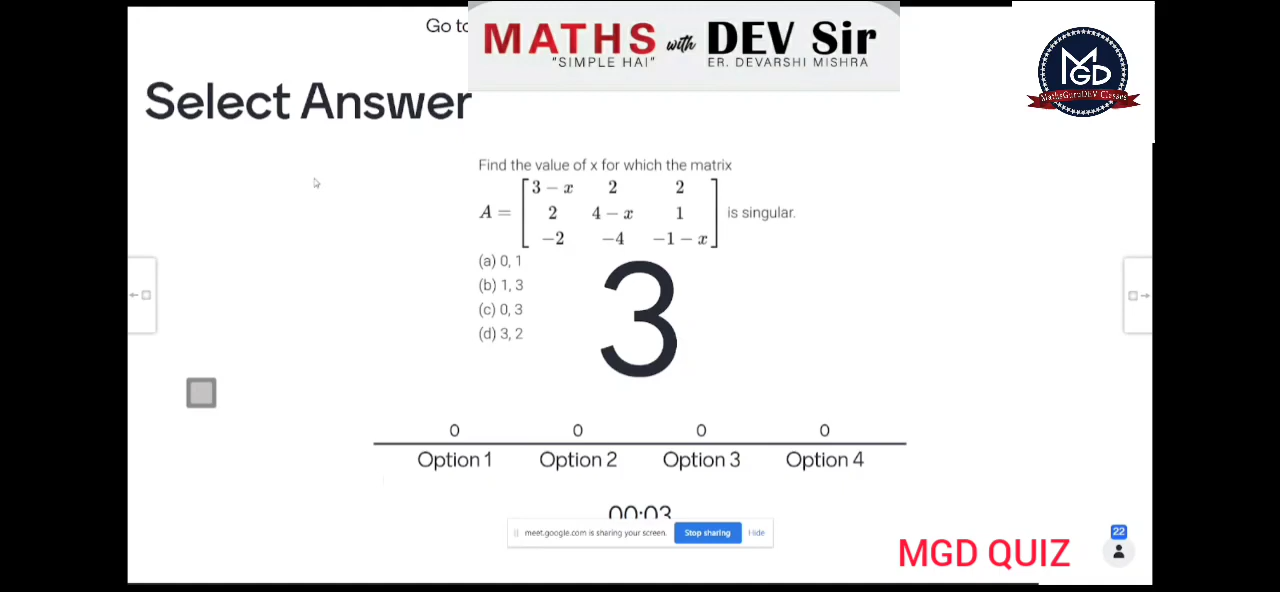 Go to
MATHS with DEV Sir
"SIMPLE HAI"
ER. DEVARSHI MISHRA
MGD
MathsGuruDEV Classes
Select Answer
Find the value of x for which the matrix
A = [3 − x 2 2
2 4 − x 1
−2 −4 −1 − x] is singular.
(a) 0, 1
(b) 1, 3
(c) 0, 3
(d) 3, 2
3
0 0 0 0
Option 1 Option 2 Option 3 Option 4
00:03
meet.google.com is sharing your screen. Stop sharing Hide
22
MGD QUIZ